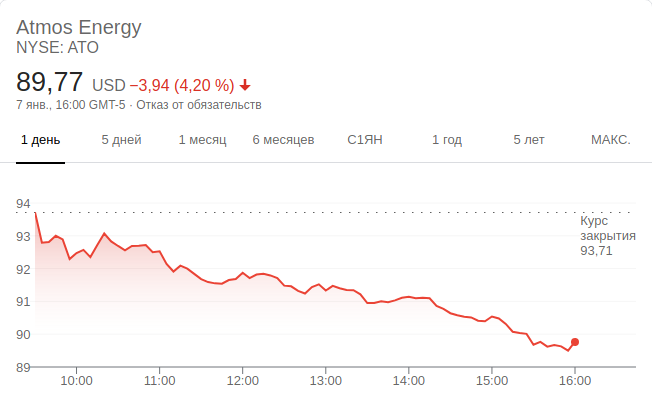 Atmos Energy
NYSE: ATO
89,77 USD −3,94 (4,20 %)
7 янв., 16:00 GMT-5 · Отказ от обязательств
1 день 5 дней 1 месяц 6 месяцев С1ЯН 1 год 5 лет МАКС.
94
93
92
91
90
89
Курс
закрытия
93,71
10:00 11:00 12:00 13:00 14:00 15:00 16:00